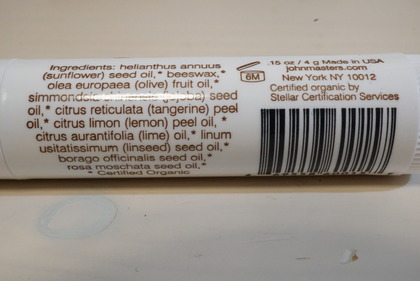 Ingredients: helianthus annuus
(sunflower) seed oil,* beeswax,*
olea europaea (olive) fruit oil,*
simmondsia chinensis (jojoba) seed
oil,* citrus reticulata (tangerine) peel
oil,* citrus limon (lemon) peel oil,*
citrus aurantifolia (lime) oil,* linum
usitatissimum (linseed) seed oil,*
borago officinalis seed oil,*
rosa moschata seed oil,*
* Certified Organic
6M
.15 oz / 4 g Made in USA
johnmasters.com
New York NY 10012
Certified organic by
Stellar Certification Services